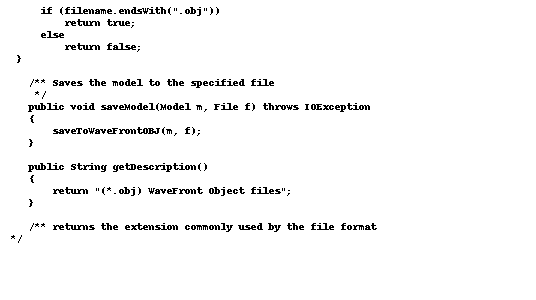 if (filename.endsWith(".obj"))
return true;
else
return false;
}
/** Saves the model to the specified file
*/
public void saveModel(Model m, File f) throws IOException
{
saveToWaveFrontOBJ(m, f);
}
public String getDescription()
{
return "(*.obj) WaveFront Object files";
}
/** returns the extension commonly used by the file format
*/